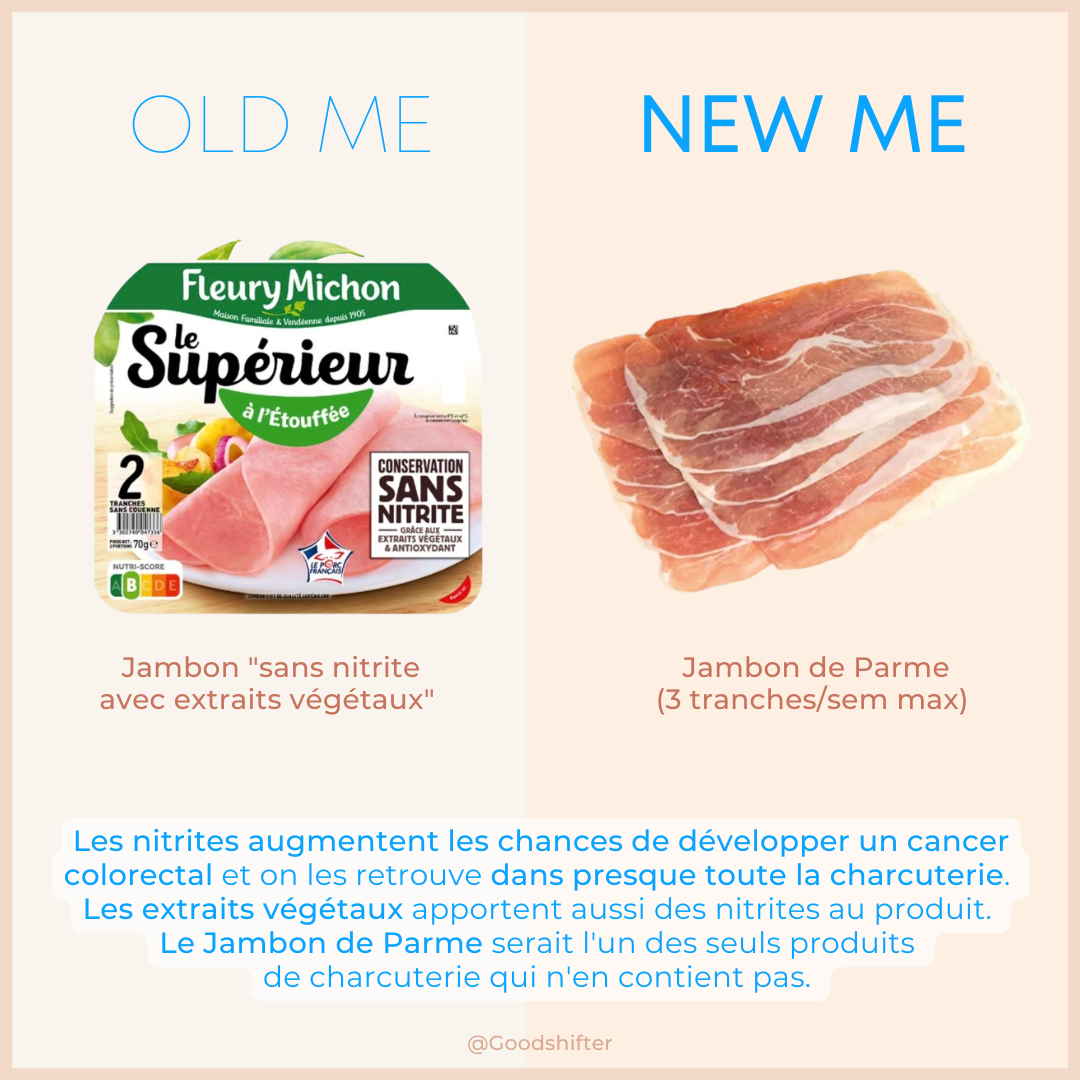 OLD ME
NEW ME
Fleury Michon
Maison Familiale & Vendéenne depuis 1905
le
Supérieur
à l'Étouffée
2
TRANCHES
SANS COUENNE
70g e
NUTRI-SCORE
A B C D E
CONSERVATION
SANS
NITRITE
GRÂCE AUX
EXTRAITS VÉGÉTAUX
& ANTIOXYDANT
LE PORC
FRANÇAIS
Jambon "sans nitrite
avec extraits végétaux"
Jambon de Parme
(3 tranches/sem max)
Les nitrites augmentent les chances de développer un cancer
colorectal et on les retrouve dans presque toute la charcuterie.
Les extraits végétaux apportent aussi des nitrites au produit.
Le Jambon de Parme serait l'un des seuls produits
de charcuterie qui n'en contient pas.
@Goodshifter